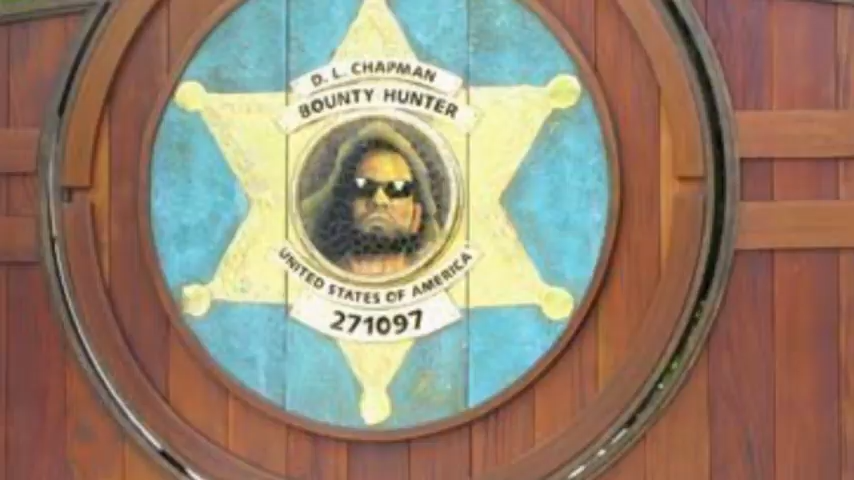 D. L. CHAPMAN
BOUNTY HUNTER
UNITED STATES OF AMERICA
271097